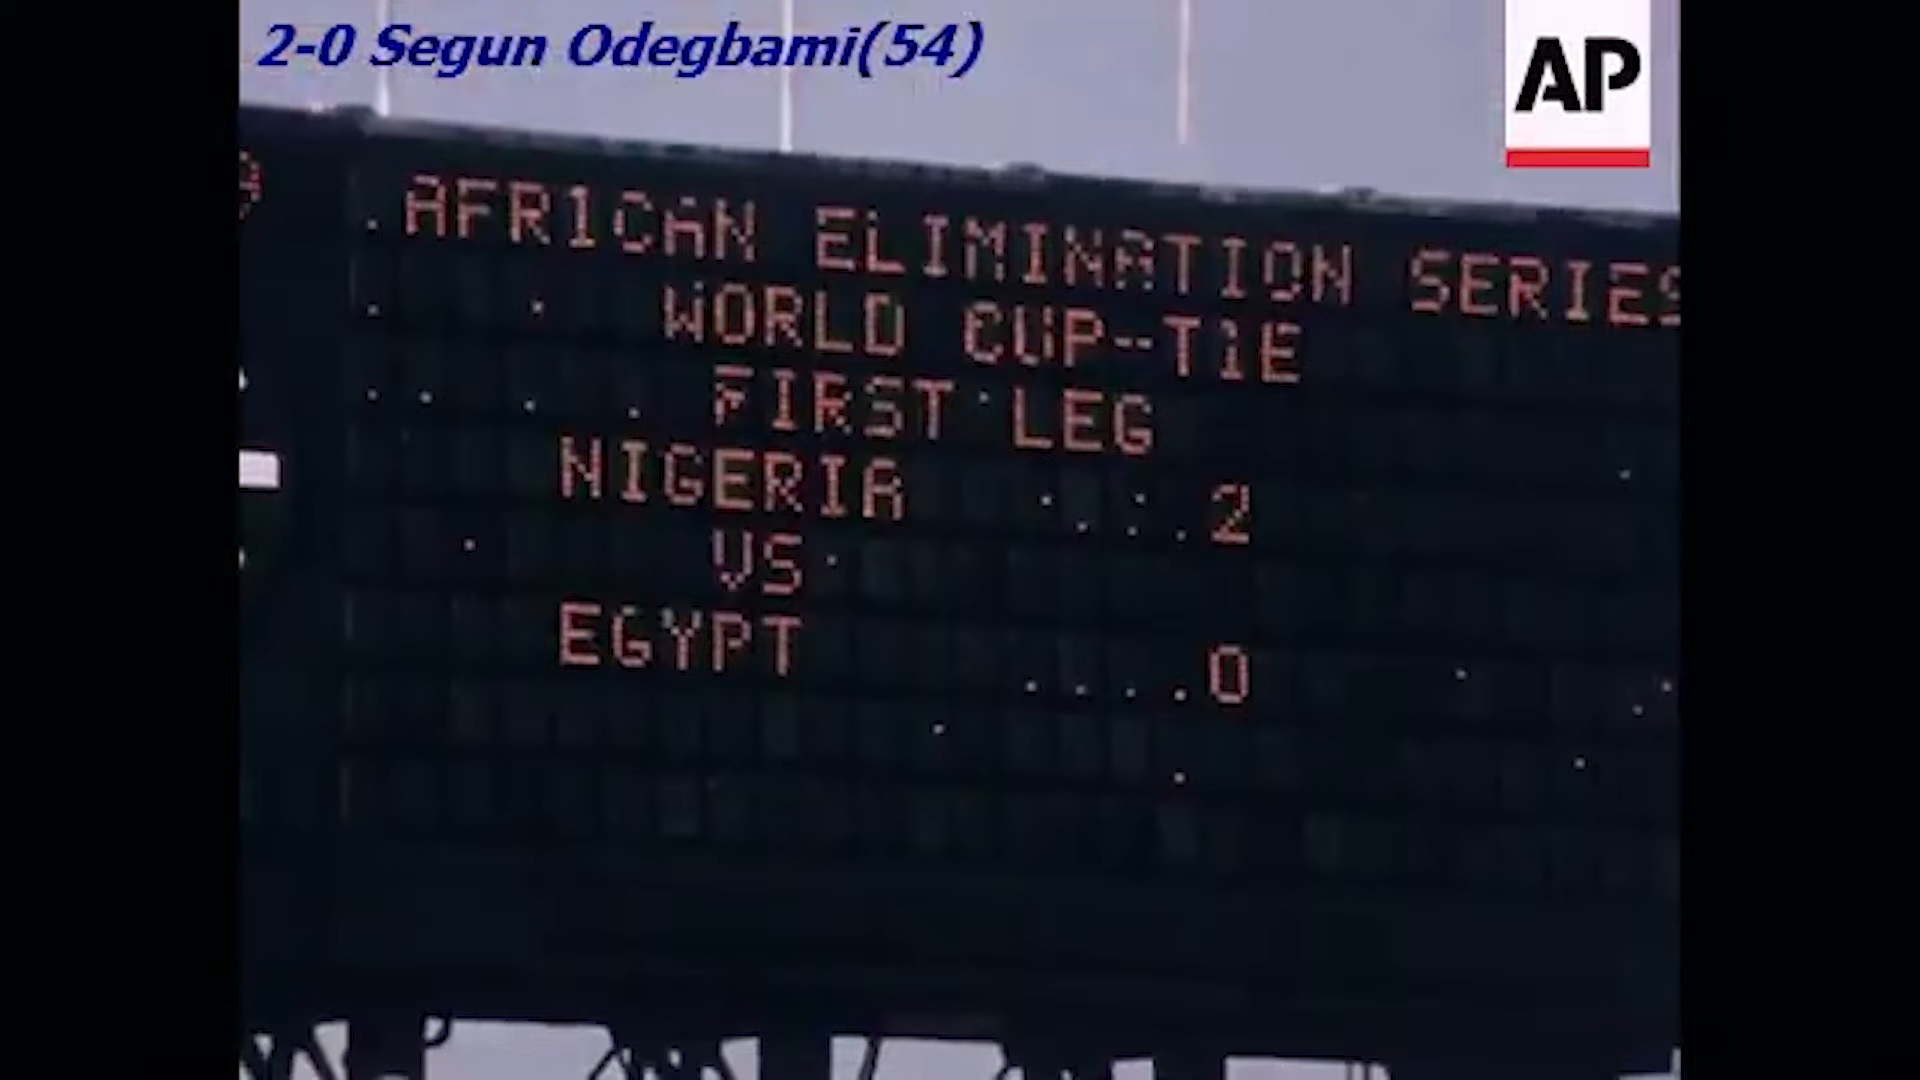 2-0 Segun Odegbami(54)
AP
AFRICAN ELIMINATION SERIES
WORLD CUP-TIE
FIRST LEG
NIGERIA ....2
VS
EGYPT ....0